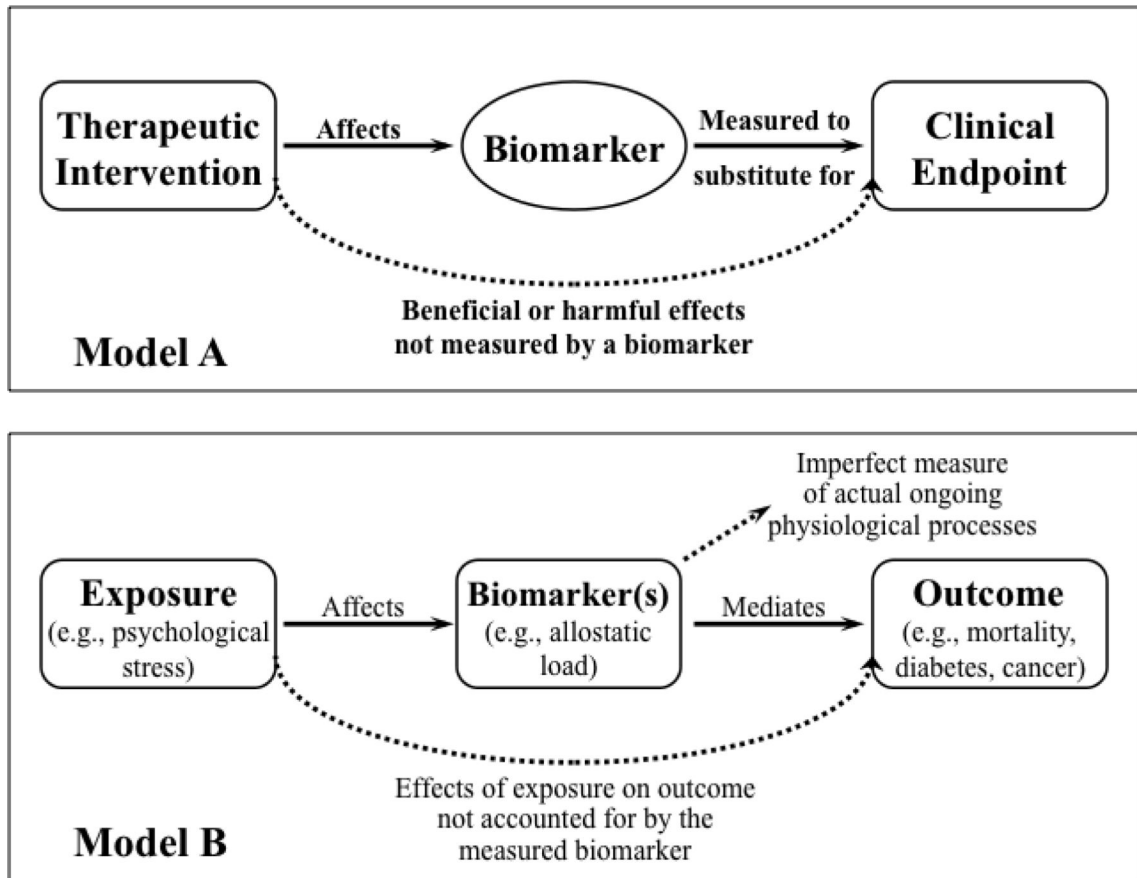 Therapeutic
Intervention
Affects
Biomarker
Measured to
substitute for
Clinical
Endpoint
Beneficial or harmful effects
not measured by a biomarker
Model A
Imperfect measure
of actual ongoing
physiological processes
Exposure
(e.g., psychological
stress)
Affects
Biomarker(s)
(e.g., allostatic
load)
Mediates
Outcome
(e.g., mortality,
diabetes, cancer)
Effects of exposure on outcome
not accounted for by the
measured biomarker
Model B